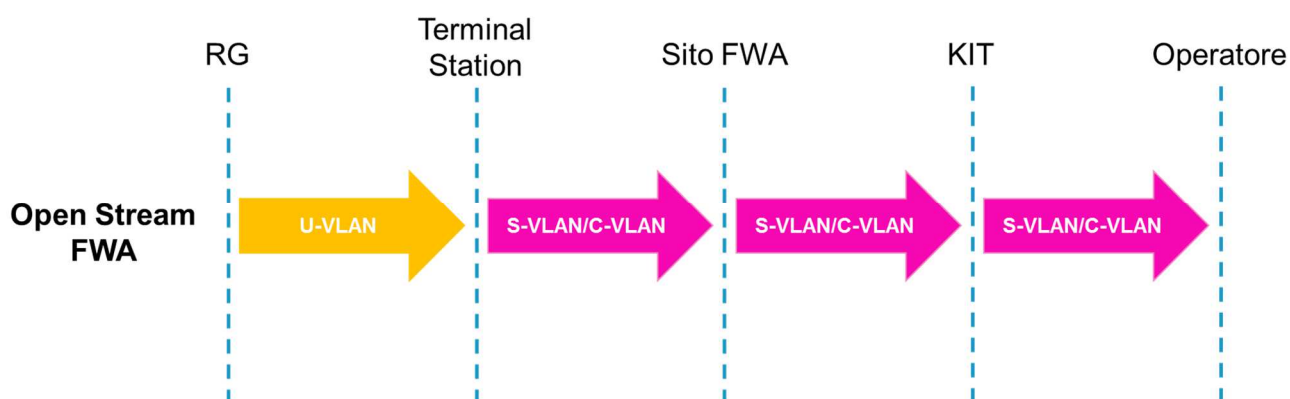 RG
Terminal
Station
Sito FWA
KIT
Operatore
Open Stream
FWA
U-VLAN
S-VLAN/C-VLAN
S-VLAN/C-VLAN
S-VLAN/C-VLAN